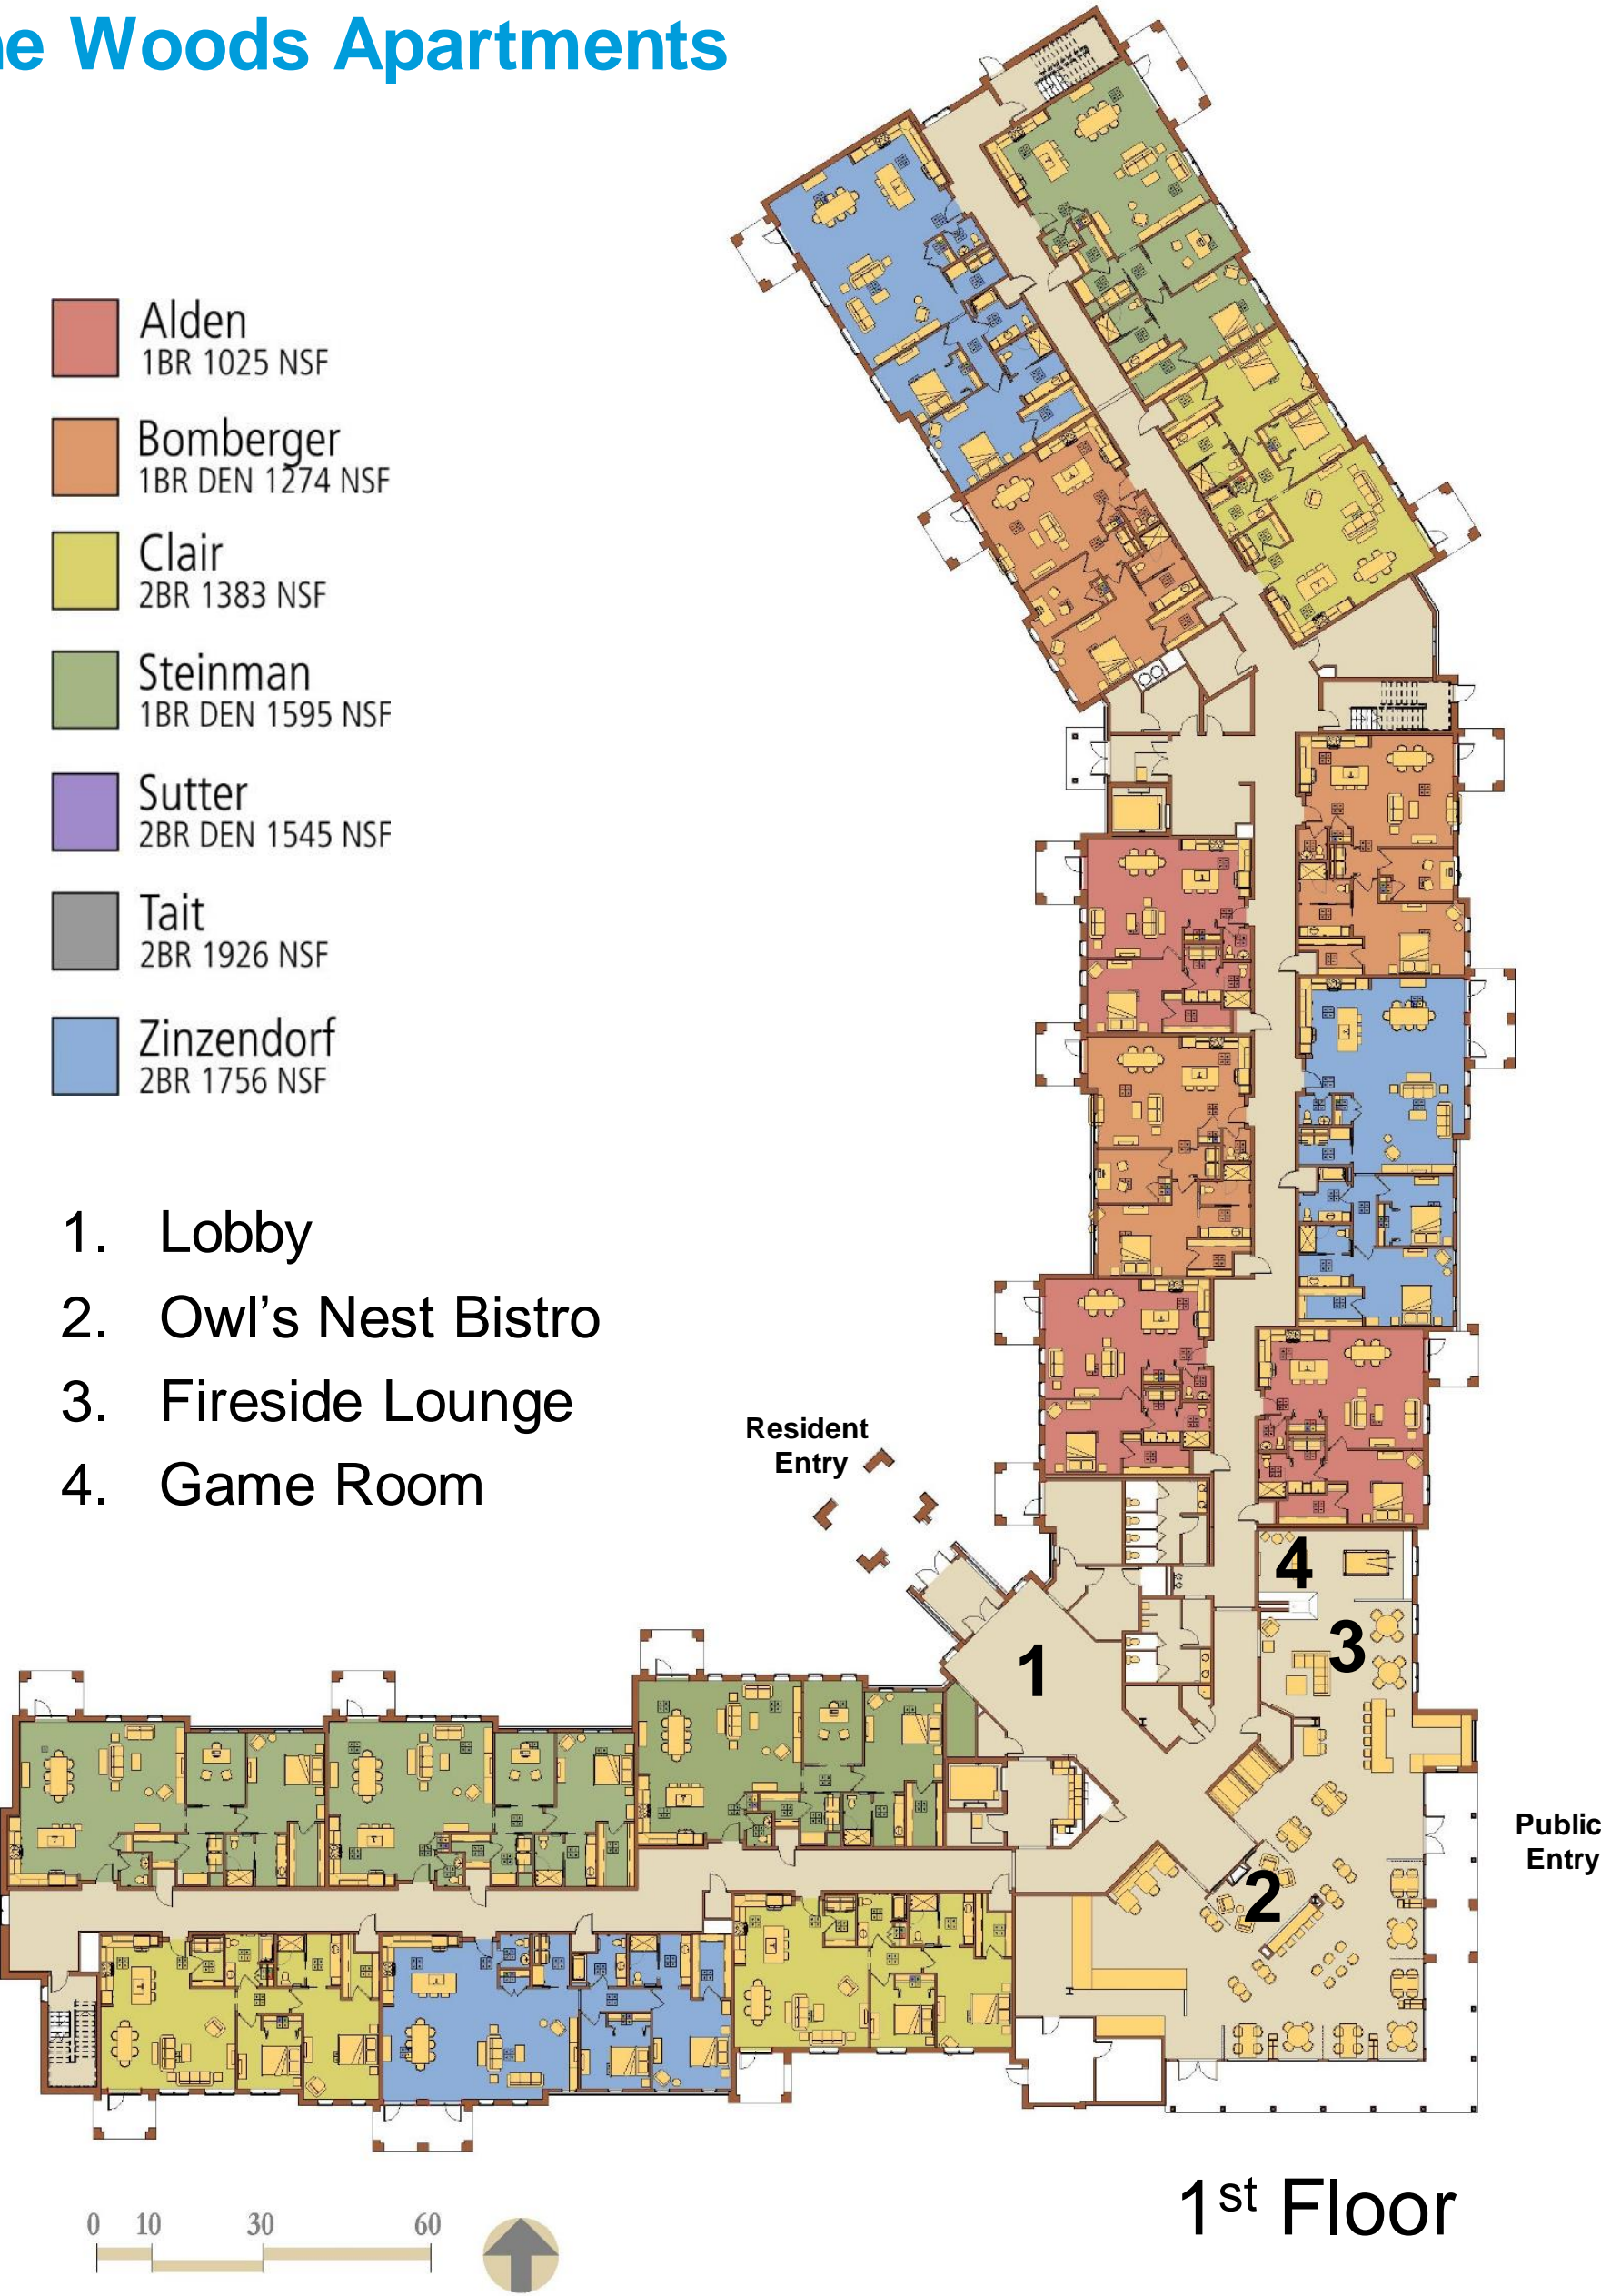 ne Woods Apartments
Alden
1BR 1025 NSF
Bomberger
1BR DEN 1274 NSF
Clair
2BR 1383 NSF
Steinman
1BR DEN 1595 NSF
Sutter
2BR DEN 1545 NSF
Tait
2BR 1926 NSF
Zinzendorf
2BR 1756 NSF
1. Lobby
2. Owl’s Nest Bistro
3. Fireside Lounge
4. Game Room
Resident
Entry
4
3
1
2
Public
Entry
1st Floor
0 10 30 60